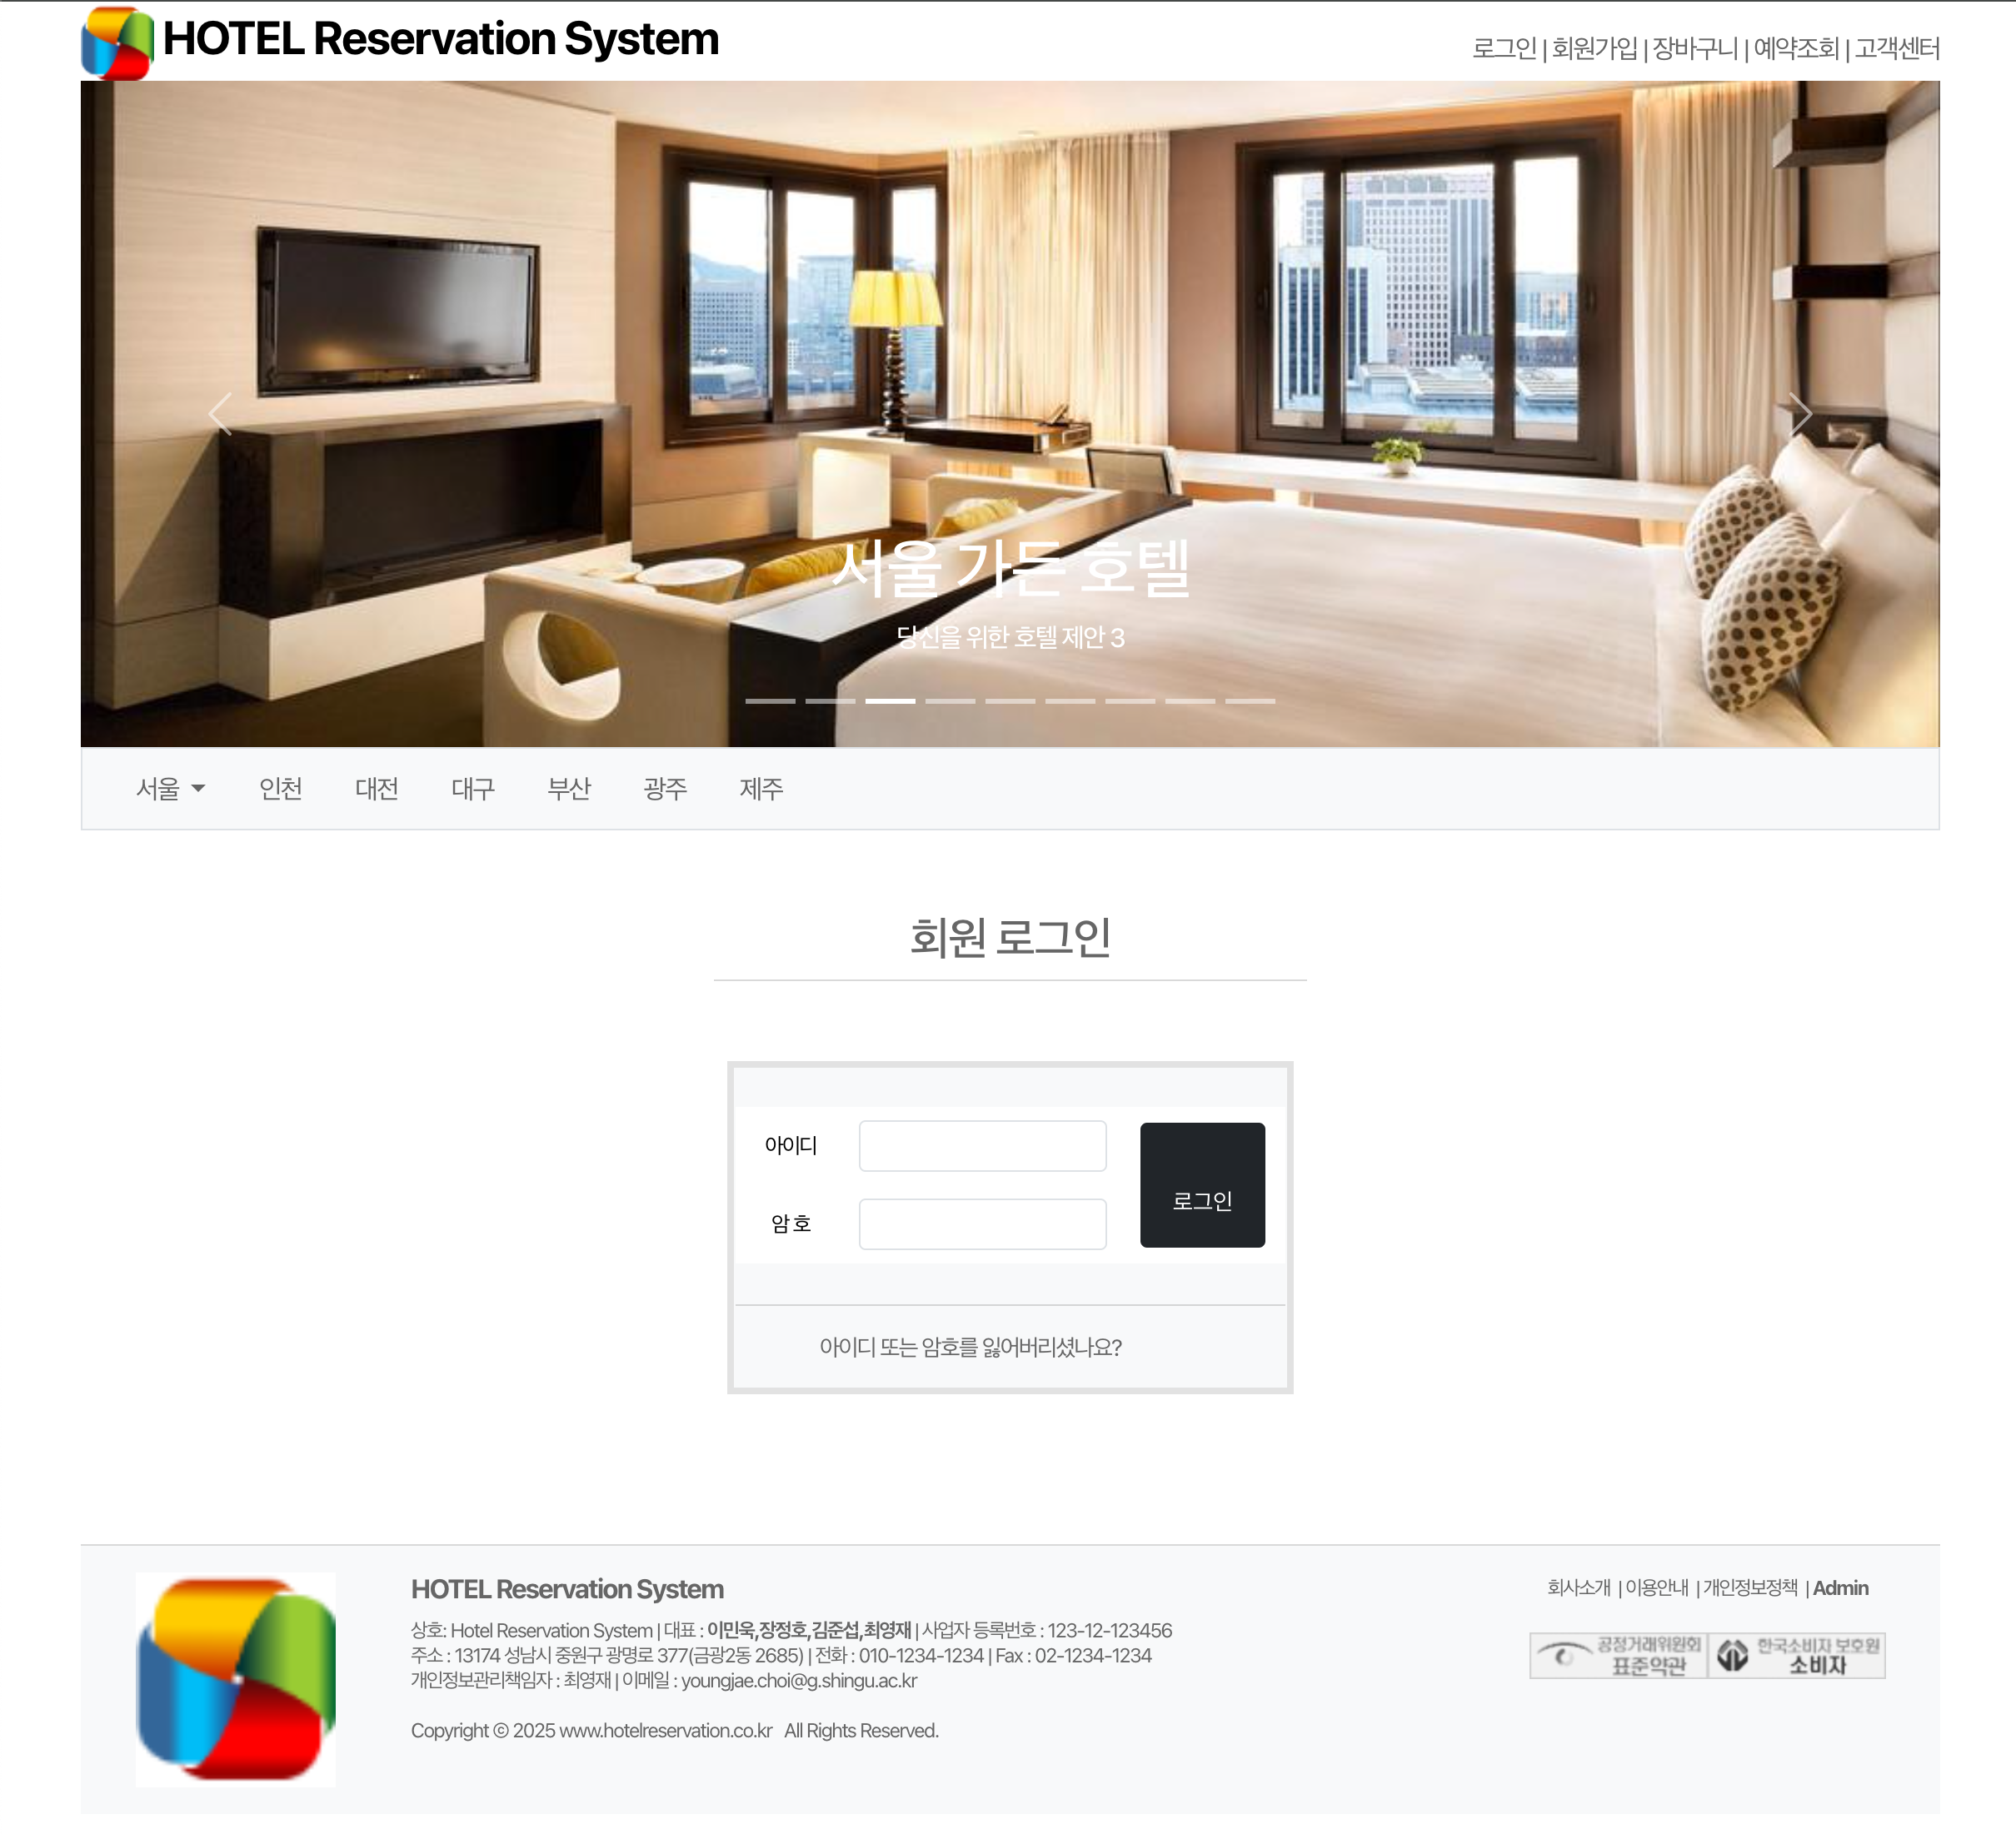 HOTEL Reservation System
로그인 | 회원가입 | 장바구니 | 예약조회 | 고객센터
서울 가든 호텔
당신을 위한 호텔 제안 3
서울 인천 대전 대구 부산 광주 제주
회원 로그인
아이디
암 호
로그인
아이디 또는 암호를 잃어버리셨나요?
HOTEL Reservation System
상호: Hotel Reservation System | 대표 : 이민욱,장정호,김준섭,최영재 | 사업자 등록번호 : 123-12-123456
주소 : 13174 성남시 중원구 광명로 377(금광2동 2685) | 전화 : 010-1234-1234 | Fax : 02-1234-1234
개인정보관리책임자 : 최영재 | 이메일 : youngjae.choi@g.shingu.ac.kr
Copyright ⓒ 2025 www.hotelreservation.co.kr All Rights Reserved.
회사소개 | 이용안내 | 개인정보정책 | Admin
공정거래위원회
표준약관
한국소비자 보호원
소비자